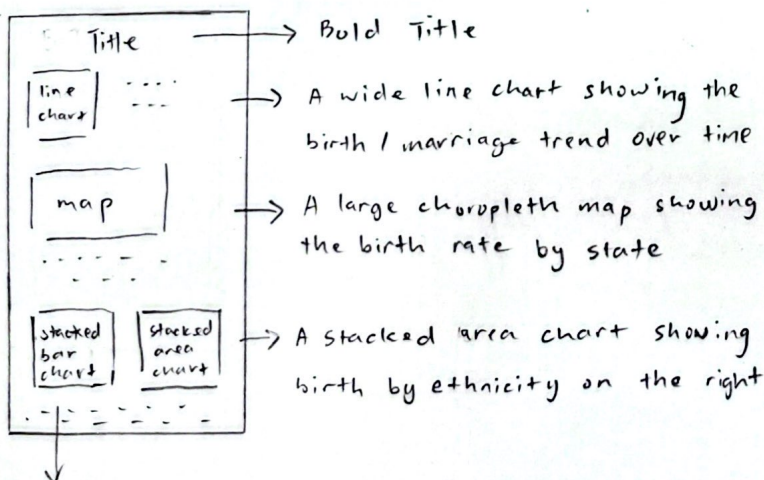 Title
Bold Title
line
chart
A wide line chart showing the
birth / marriage trend over time
map
A large choropleth map showing
the birth rate by state
stacked
bar
chart
stacked
area
chart
A stacked area chart showing
birth by ethnicity on the right